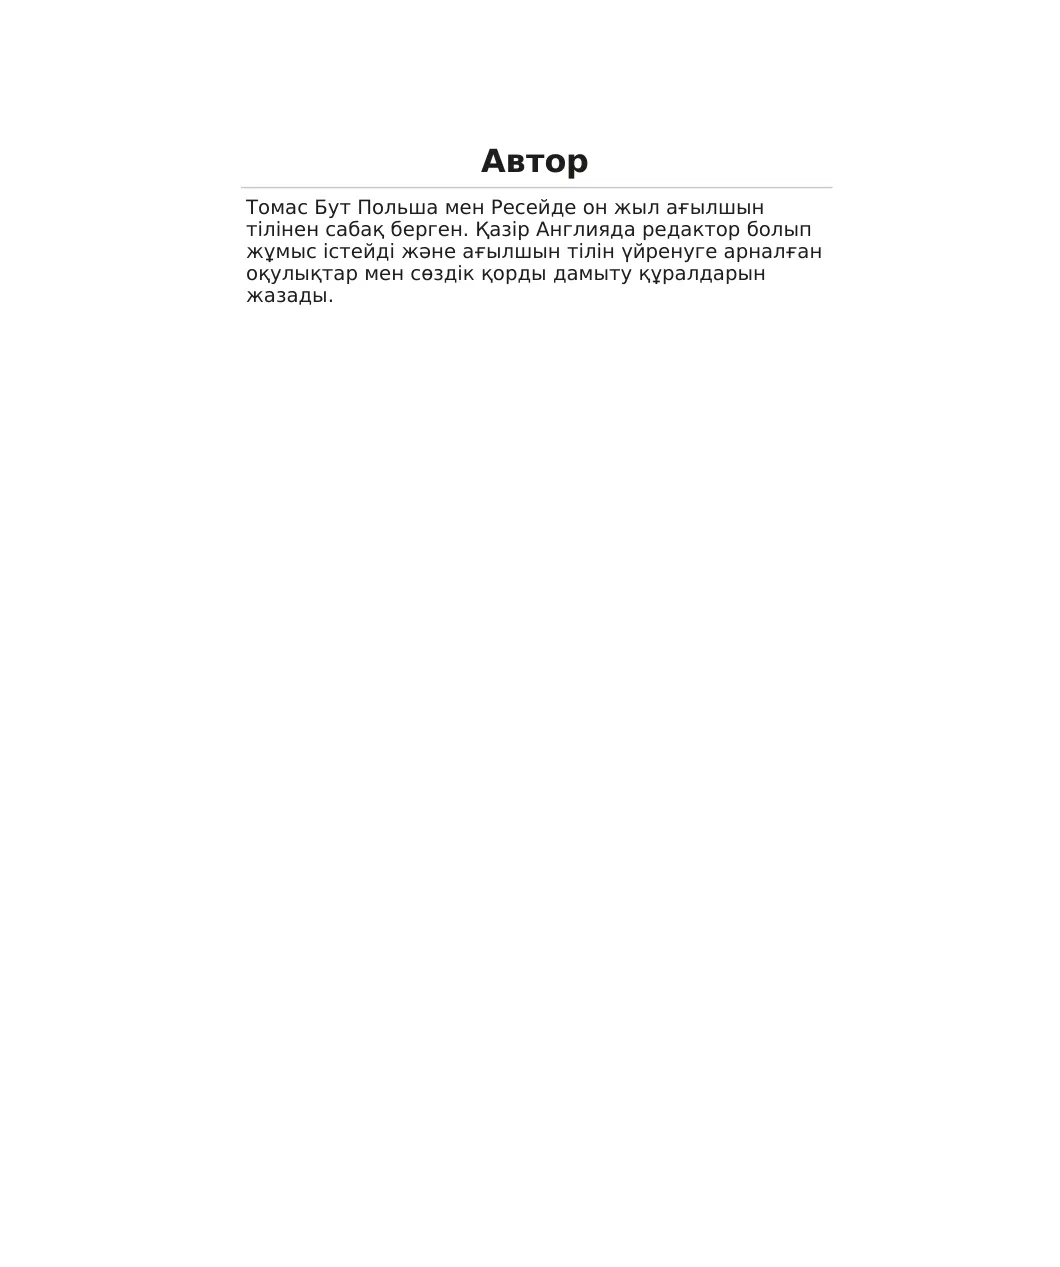 Автор
Томас Бут Польша мен Ресейде он жыл ағылшын
тілінен сабақ берген. Қазір Англияда редактор болып
жұмыс істейді және ағылшын тілін үйренуге арналған
оқулықтар мен сөздік қорды дамыту құралдарын
жазады.